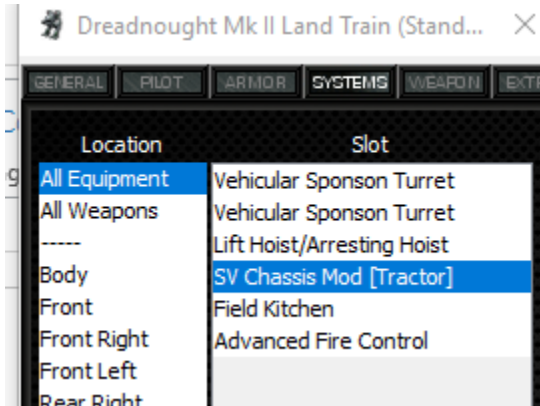 Dreadnought Mk II Land Train (Stand...
GENERAL PILOT ARMOR SYSTEMS WEAPON EXT
Location Slot
All Equipment Vehicular Sponson Turret
All Weapons Vehicular Sponson Turret
----- Lift Hoist/Arresting Hoist
Body SV Chassis Mod [Tractor]
Front Field Kitchen
Front Right Advanced Fire Control
Front Left
Rear Right